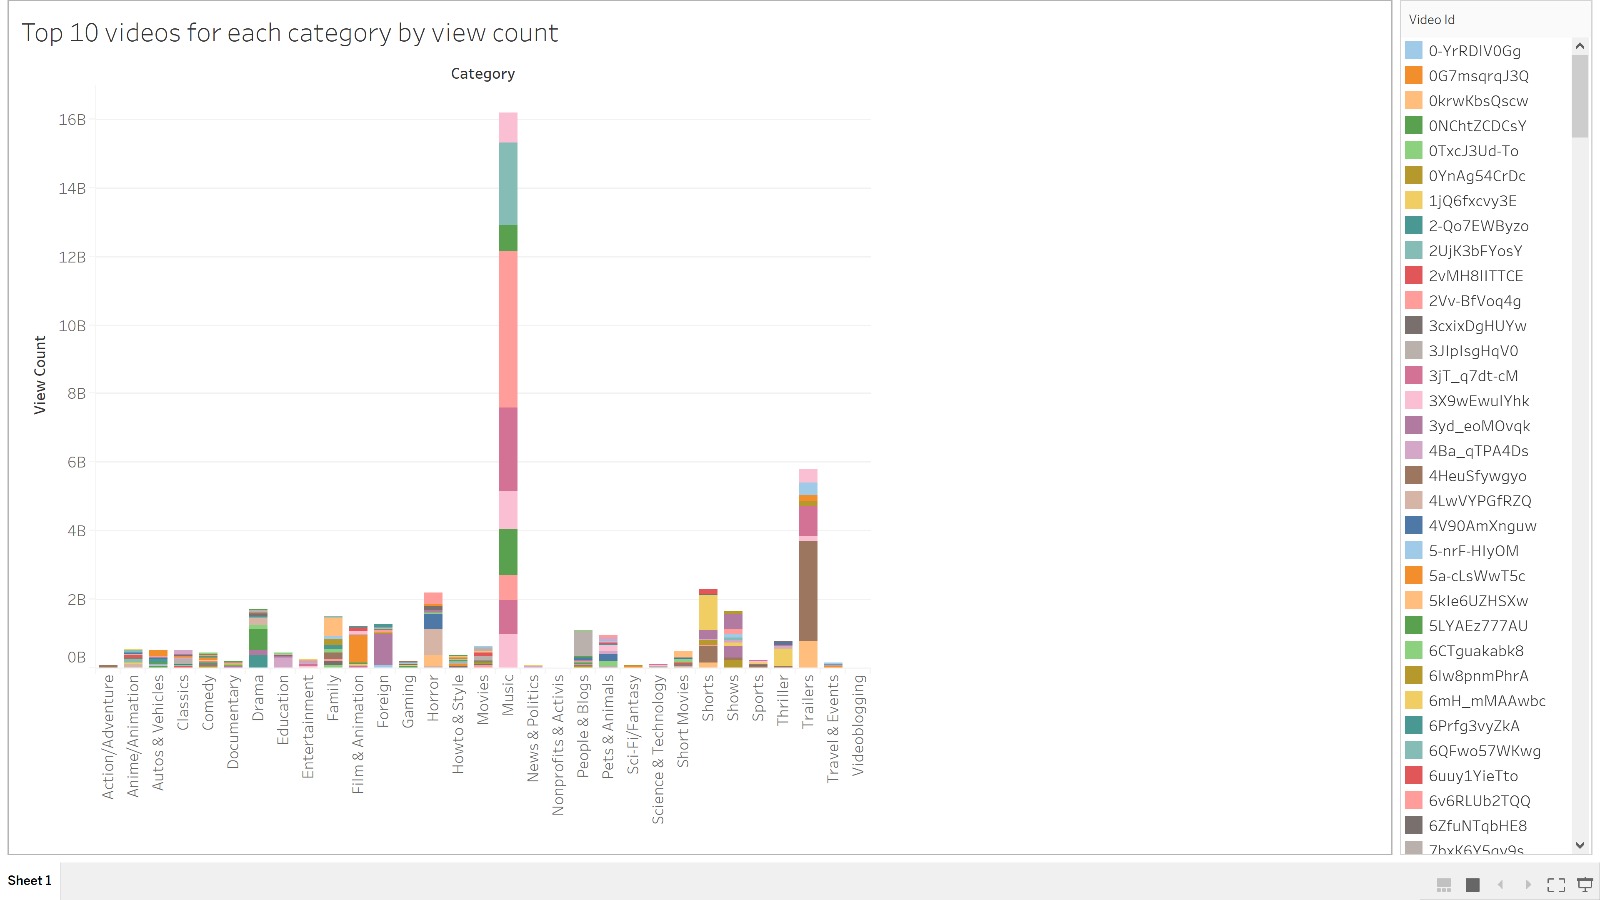 Top 10 videos for each category by view count
Category
View Count
16B
14B
12B
10B
8B
6B
4B
2B
0B
Action/Adventure
Anime/Animation
Autos & Vehicles
Classics
Comedy
Documentary
Drama
Education
Entertainment
Family
Film & Animation
Foreign
Gaming
Horror
Howto & Style
Movies
Music
News & Politics
Nonprofits & Activis
People & Blogs
Pets & Animals
Sci-Fi/Fantasy
Science & Technology
Short Movies
Shorts
Shows
Sports
Thriller
Trailers
Travel & Events
Videoblogging
Video Id
0-YrRDIV0Gg
0G7msqrqJ3Q
0krwKbsQscw
0NChtZCDCsY
0TxcJ3Ud-To
0YnAg54CrDc
1jQ6fxcvy3E
2-Qo7EWByzo
2UjK3bFYosY
2vMH8IITTCE
2Vv-BfVoq4g
3cxixDgHUYw
3JIpIsgHqV0
3jT_q7dt-cM
3X9wEwulYhk
3yd_eoMOvqk
4Ba_qTPA4Ds
4HeuSfywgyo
4LwVYPGfRZQ
4V90AmXnguw
5-nrF-HIyOM
5a-cLsWwT5c
5kIe6UZHSXw
5LYAEz777AU
6CTguakabk8
6Iw8pnmPhrA
6mH_mMAAwbc
6Prfg3vyZkA
6QFwo57WKwg
6uuy1YieTto
6v6RLUb2TQQ
6ZfuNTqbHE8
7bxK6Y5qv9s
Sheet 1